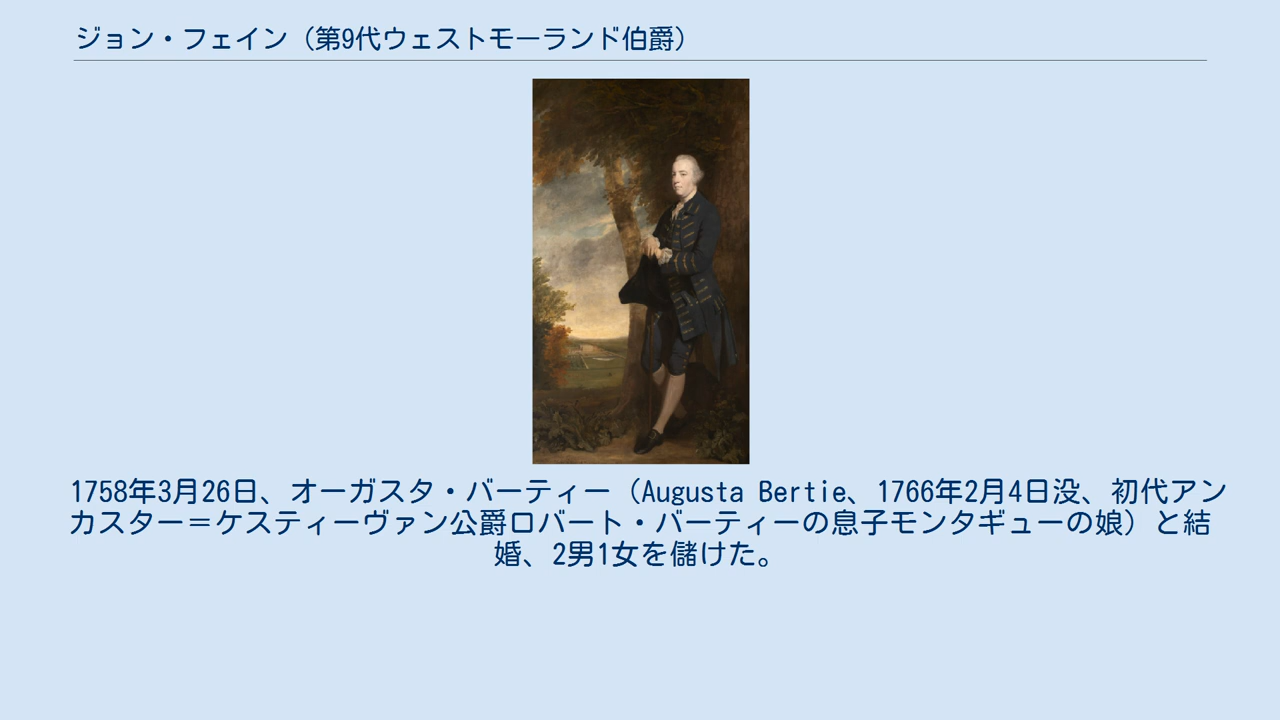 ジョン・フェイン（第9代ウェストモーランド伯爵）
1758年3月26日、オーガスタ・バーティー（Augusta Bertie、1766年2月4日没、初代アン
カスター＝ケスティーヴァン公爵ロバート・バーティーの息子モンタギューの娘）と結
婚、2男1女を儲けた。